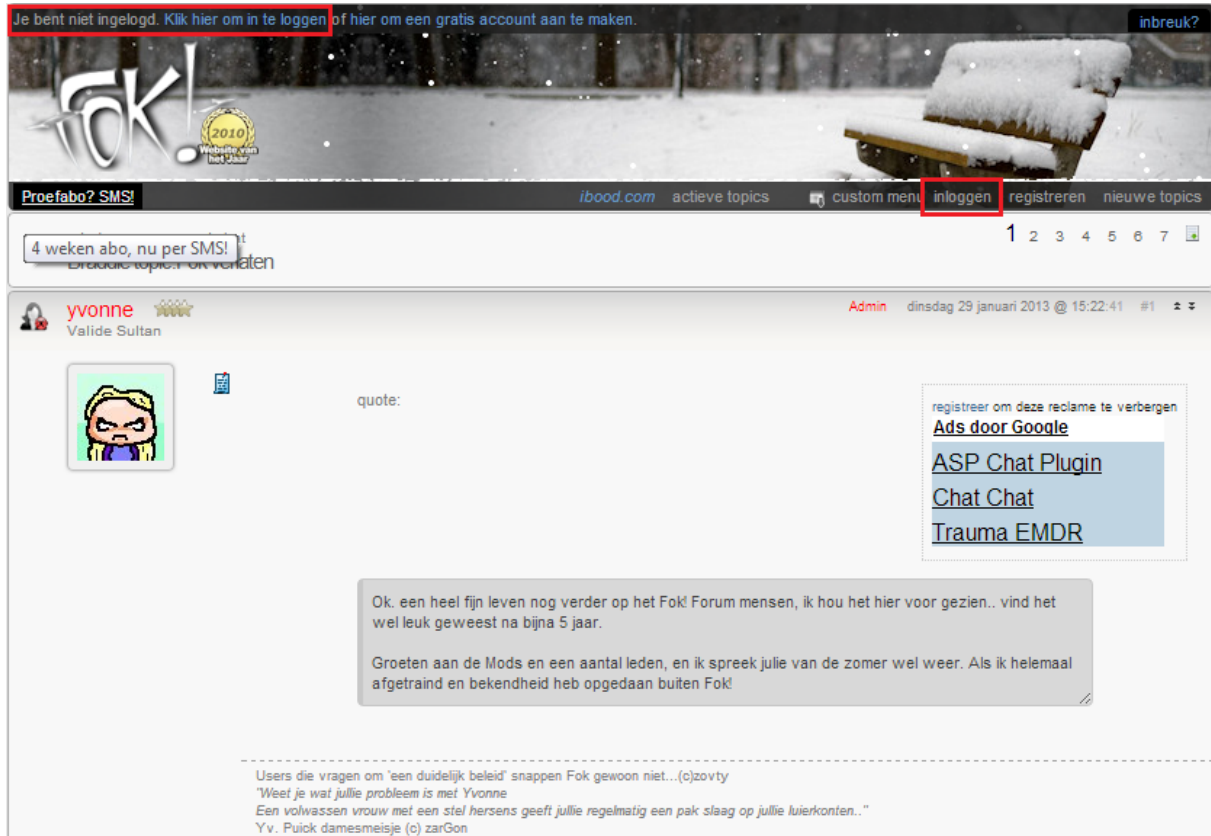 Je bent niet ingelogd. Klik hier om in te loggen of hier om een gratis account aan te maken.
inbreuk?
FOK!
2010
Website van
het Jaar
Proefabo? SMS!
ibood.com actieve topics custom menu inloggen registreren nieuwe topics
4 weken abo, nu per SMS!
1 2 3 4 5 6 7
yvonne
Valide Sultan
Admin dinsdag 29 januari 2013 @ 15:22:41 #1
quote:
registreer om deze reclame te verbergen
Ads door Google
ASP Chat Plugin
Chat Chat
Trauma EMDR
Ok. een heel fijn leven nog verder op het Fok! Forum mensen, ik hou het hier voor gezien.. vind het
wel leuk geweest na bijna 5 jaar.
Groeten aan de Mods en een aantal leden, en ik spreek julie van de zomer wel weer. Als ik helemaal
afgetraind en bekendheid heb opgedaan buiten Fok!
Users die vragen om 'een duidelijk beleid' snappen Fok gewoon niet...(c)zovty
"Weet je wat jullie probleem is met Yvonne
Een volwassen vrouw met een stel hersens geeft jullie regelmatig een pak slaag op jullie luierkonten.."
Yv. Puick damesmeisje (c) zarGon